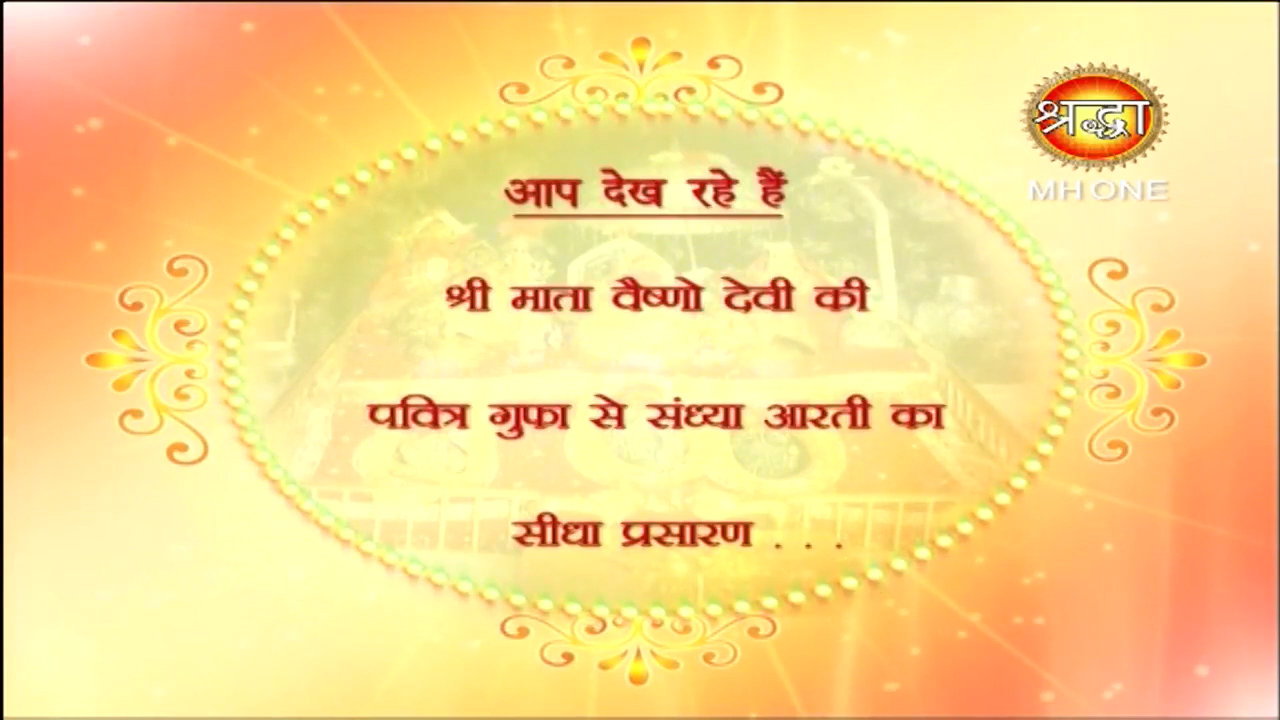 श्रद्धा
MH ONE
आप देख रहे हैं
श्री माता वैष्णो देवी की
पवित्र गुफा से संध्या आरती का
सीधा प्रसारण . . .